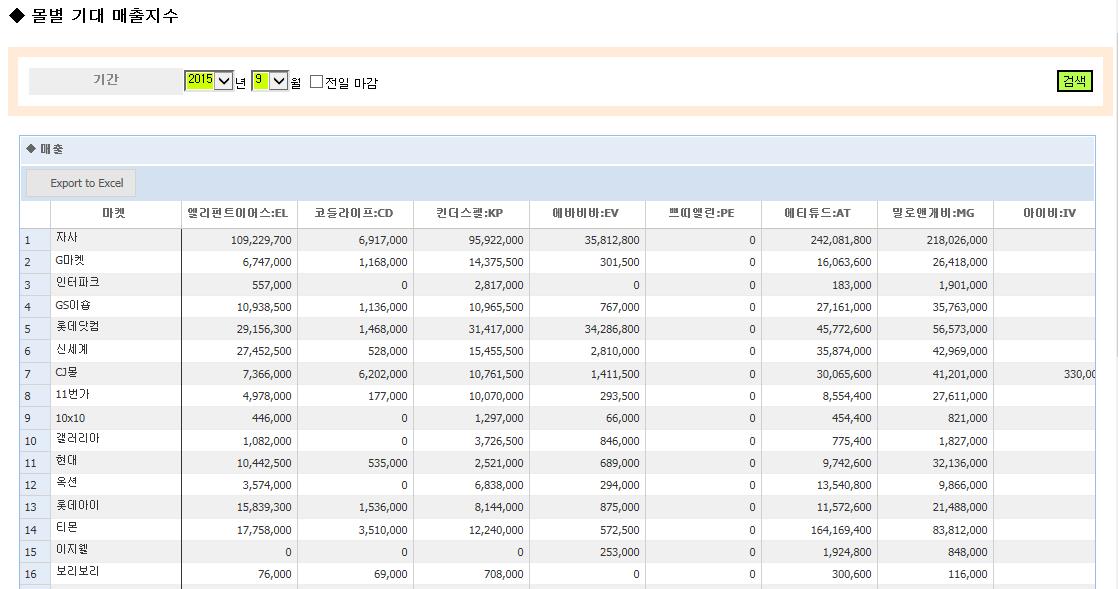 ◆ 몰별 기대 매출지수
기간 2015 년 9 월 전일 마감 검색
◆ 매출
Export to Excel
마켓 엘리펀트이어스:EL 코들라이프:CD 킨더스펠:KP 에바비바:EV 쁘띠엘린:PE 에티튜드:AT 밀로앤개비:MG 아이비:IV
1 자사 109,229,700 6,917,000 95,922,000 35,812,800 0 242,081,800 218,026,000
2 G마켓 6,747,000 1,168,000 14,375,500 301,500 0 16,063,600 26,418,000
3 인터파크 557,000 0 2,817,000 0 0 183,000 1,901,000
4 GS이숍 10,938,500 1,136,000 10,965,500 767,000 0 27,161,000 35,763,000
5 롯데닷컴 29,156,300 1,468,000 31,417,000 34,286,800 0 45,772,600 56,573,000
6 신세계 27,452,500 528,000 15,455,500 2,810,000 0 35,874,000 42,969,000
7 CJ몰 7,366,000 6,202,000 10,761,500 1,411,500 0 30,065,600 41,201,000 330,00
8 11번가 4,978,000 177,000 10,070,000 293,500 0 8,554,400 27,611,000
9 10x10 446,000 0 1,297,000 66,000 0 454,400 821,000
10 갤러리아 1,082,000 0 3,726,500 846,000 0 775,400 1,827,000
11 현대 10,442,500 535,000 2,521,000 689,000 0 9,742,600 32,136,000
12 옥션 3,574,000 0 6,838,000 294,000 0 13,540,800 9,866,000
13 롯데아이 15,839,300 1,536,000 8,144,000 875,000 0 11,572,600 21,488,000
14 티몬 17,758,000 3,510,000 12,240,000 572,500 0 164,169,400 83,812,000
15 이지웰 0 0 0 253,000 0 1,924,800 848,000
16 보리보리 76,000 69,000 708,000 0 0 300,600 116,000